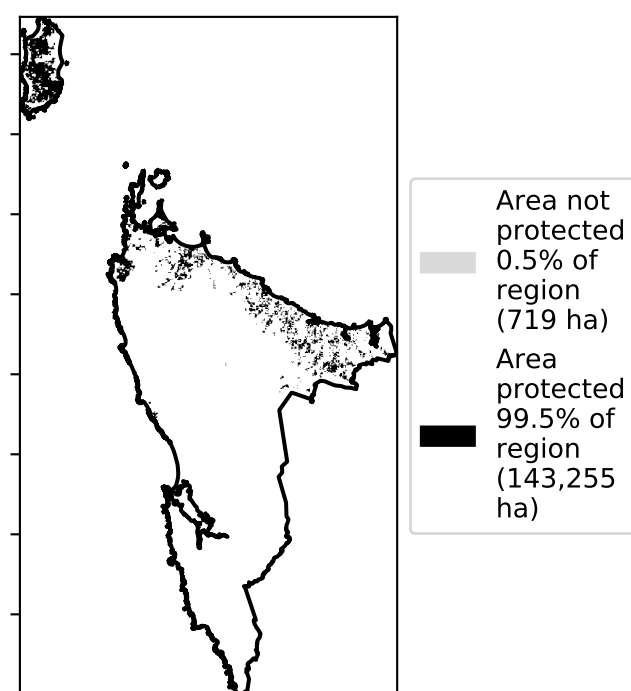 Area not
protected
0.5% of
region
(719 ha)
Area
protected
99.5% of
region
(143,255
ha)